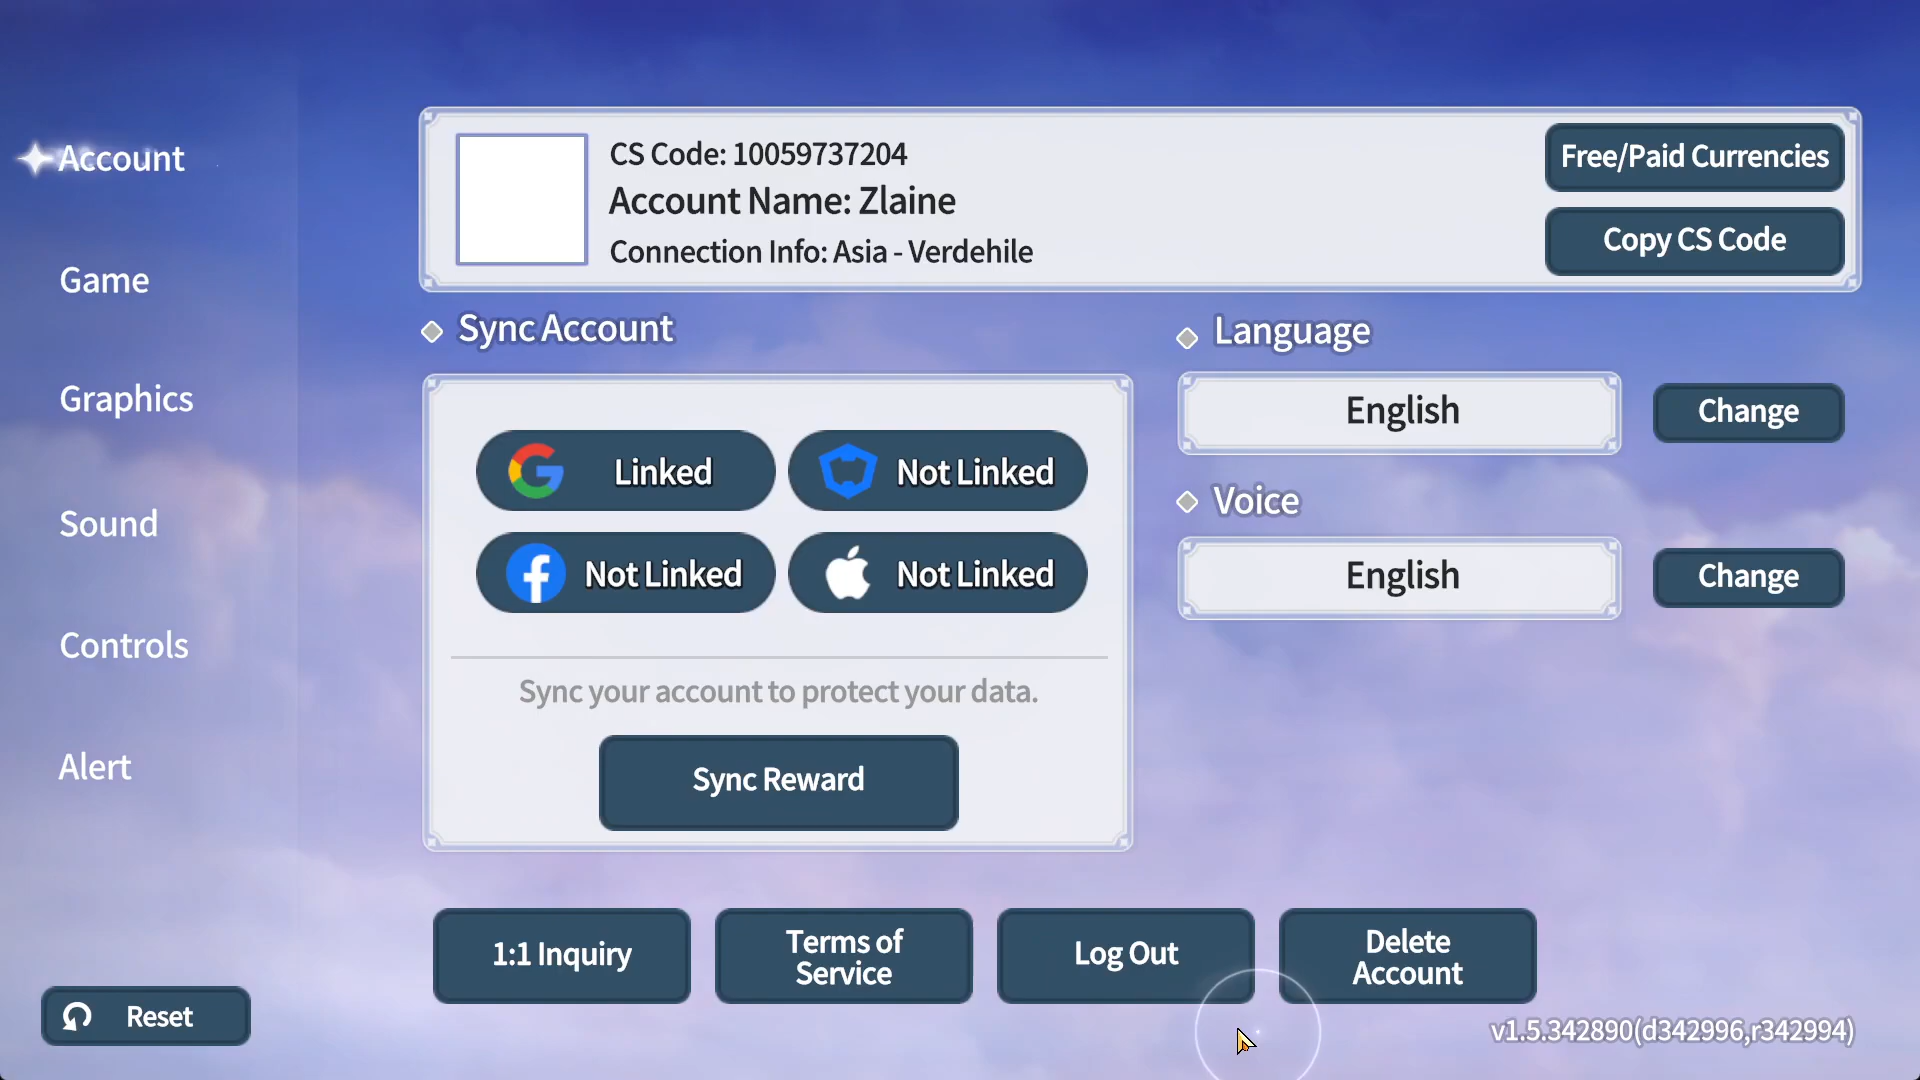 Account
Game
Graphics
Sound
Controls
Alert
Reset
CS Code: 10059737204
Account Name: Zlaine
Connection Info: Asia - Verdehile
Free/Paid Currencies
Copy CS Code
Sync Account
Linked
Not Linked
Not Linked
Not Linked
Sync your account to protect your data.
Sync Reward
Language
English
Change
Voice
English
Change
1:1 Inquiry
Terms of
Service
Log Out
Delete
Account
v1.5.342890(d342996,r342994)